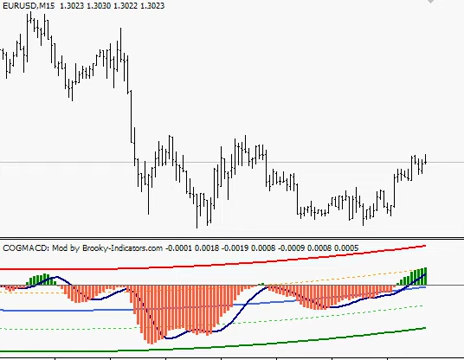 EURUSD,M15 1.3023 1.3030 1.3022 1.3023
COGMACD: Mod by Brooky-Indicators.com -0.0001 0.0018 -0.0019 0.0008 -0.0009 0.0008 0.0005